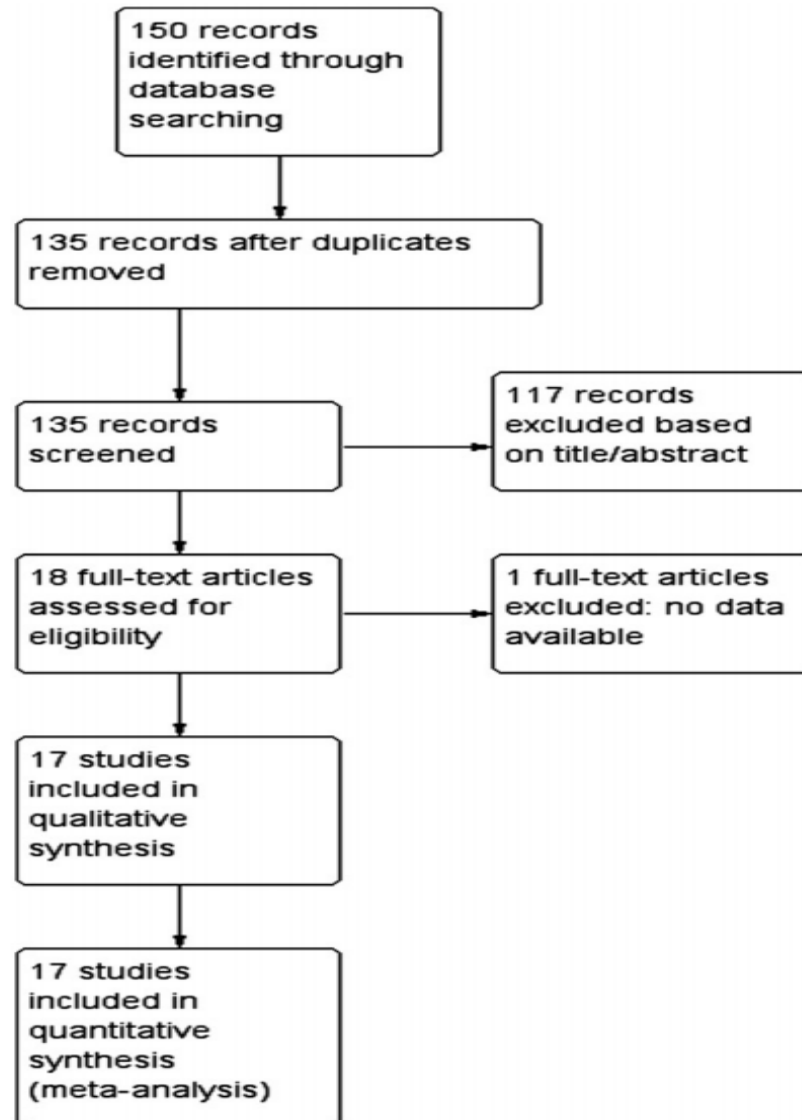 150 records
identified through
database
searching
135 records after duplicates
removed
135 records
screened
117 records
excluded based
on title/abstract
18 full-text articles
assessed for
eligibility
1 full-text articles
excluded: no data
available
17 studies
included in
qualitative
synthesis
17 studies
included in
quantitative
synthesis
(meta-analysis)